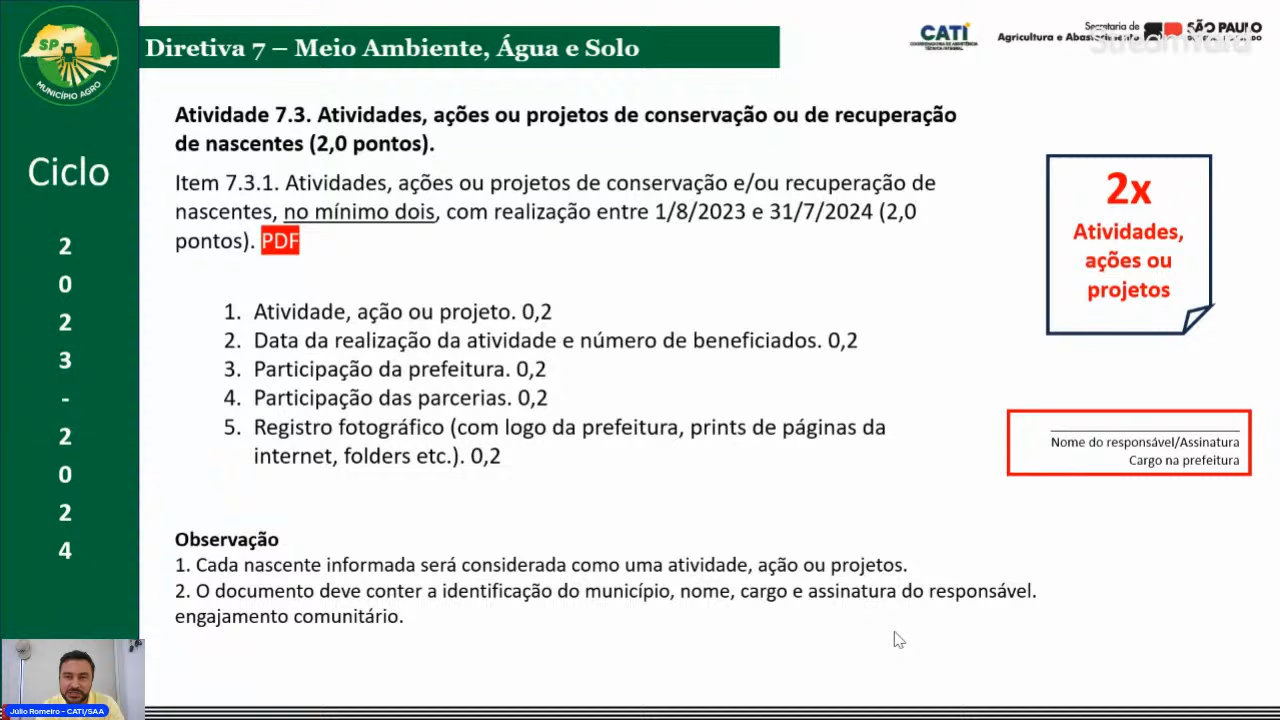 SP
MUNICÍPIO AGRO
Diretiva 7 – Meio Ambiente, Água e Solo
CATI
COORDENADORIA DE ASSISTÊNCIA
TÉCNICA INTEGRAL
Secretaria de
Agricultura e Abastecimento
SÃO PAULO
StreamYard
Ciclo
2
0
2
3
-
2
0
2
4
Atividade 7.3. Atividades, ações ou projetos de conservação ou de recuperação
de nascentes (2,0 pontos).
Item 7.3.1. Atividades, ações ou projetos de conservação e/ou recuperação de
nascentes, no mínimo dois, com realização entre 1/8/2023 e 31/7/2024 (2,0
pontos). PDF
2x
Atividades,
ações ou
projetos
1. Atividade, ação ou projeto. 0,2
2. Data da realização da atividade e número de beneficiados. 0,2
3. Participação da prefeitura. 0,2
4. Participação das parcerias. 0,2
5. Registro fotográfico (com logo da prefeitura, prints de páginas da
internet, folders etc.). 0,2
Nome do responsável/Assinatura
Cargo na prefeitura
Observação
1. Cada nascente informada será considerada como uma atividade, ação ou projetos.
2. O documento deve conter a identificação do município, nome, cargo e assinatura do responsável.
engajamento comunitário.
Júlio Romeiro - CATI/SAA